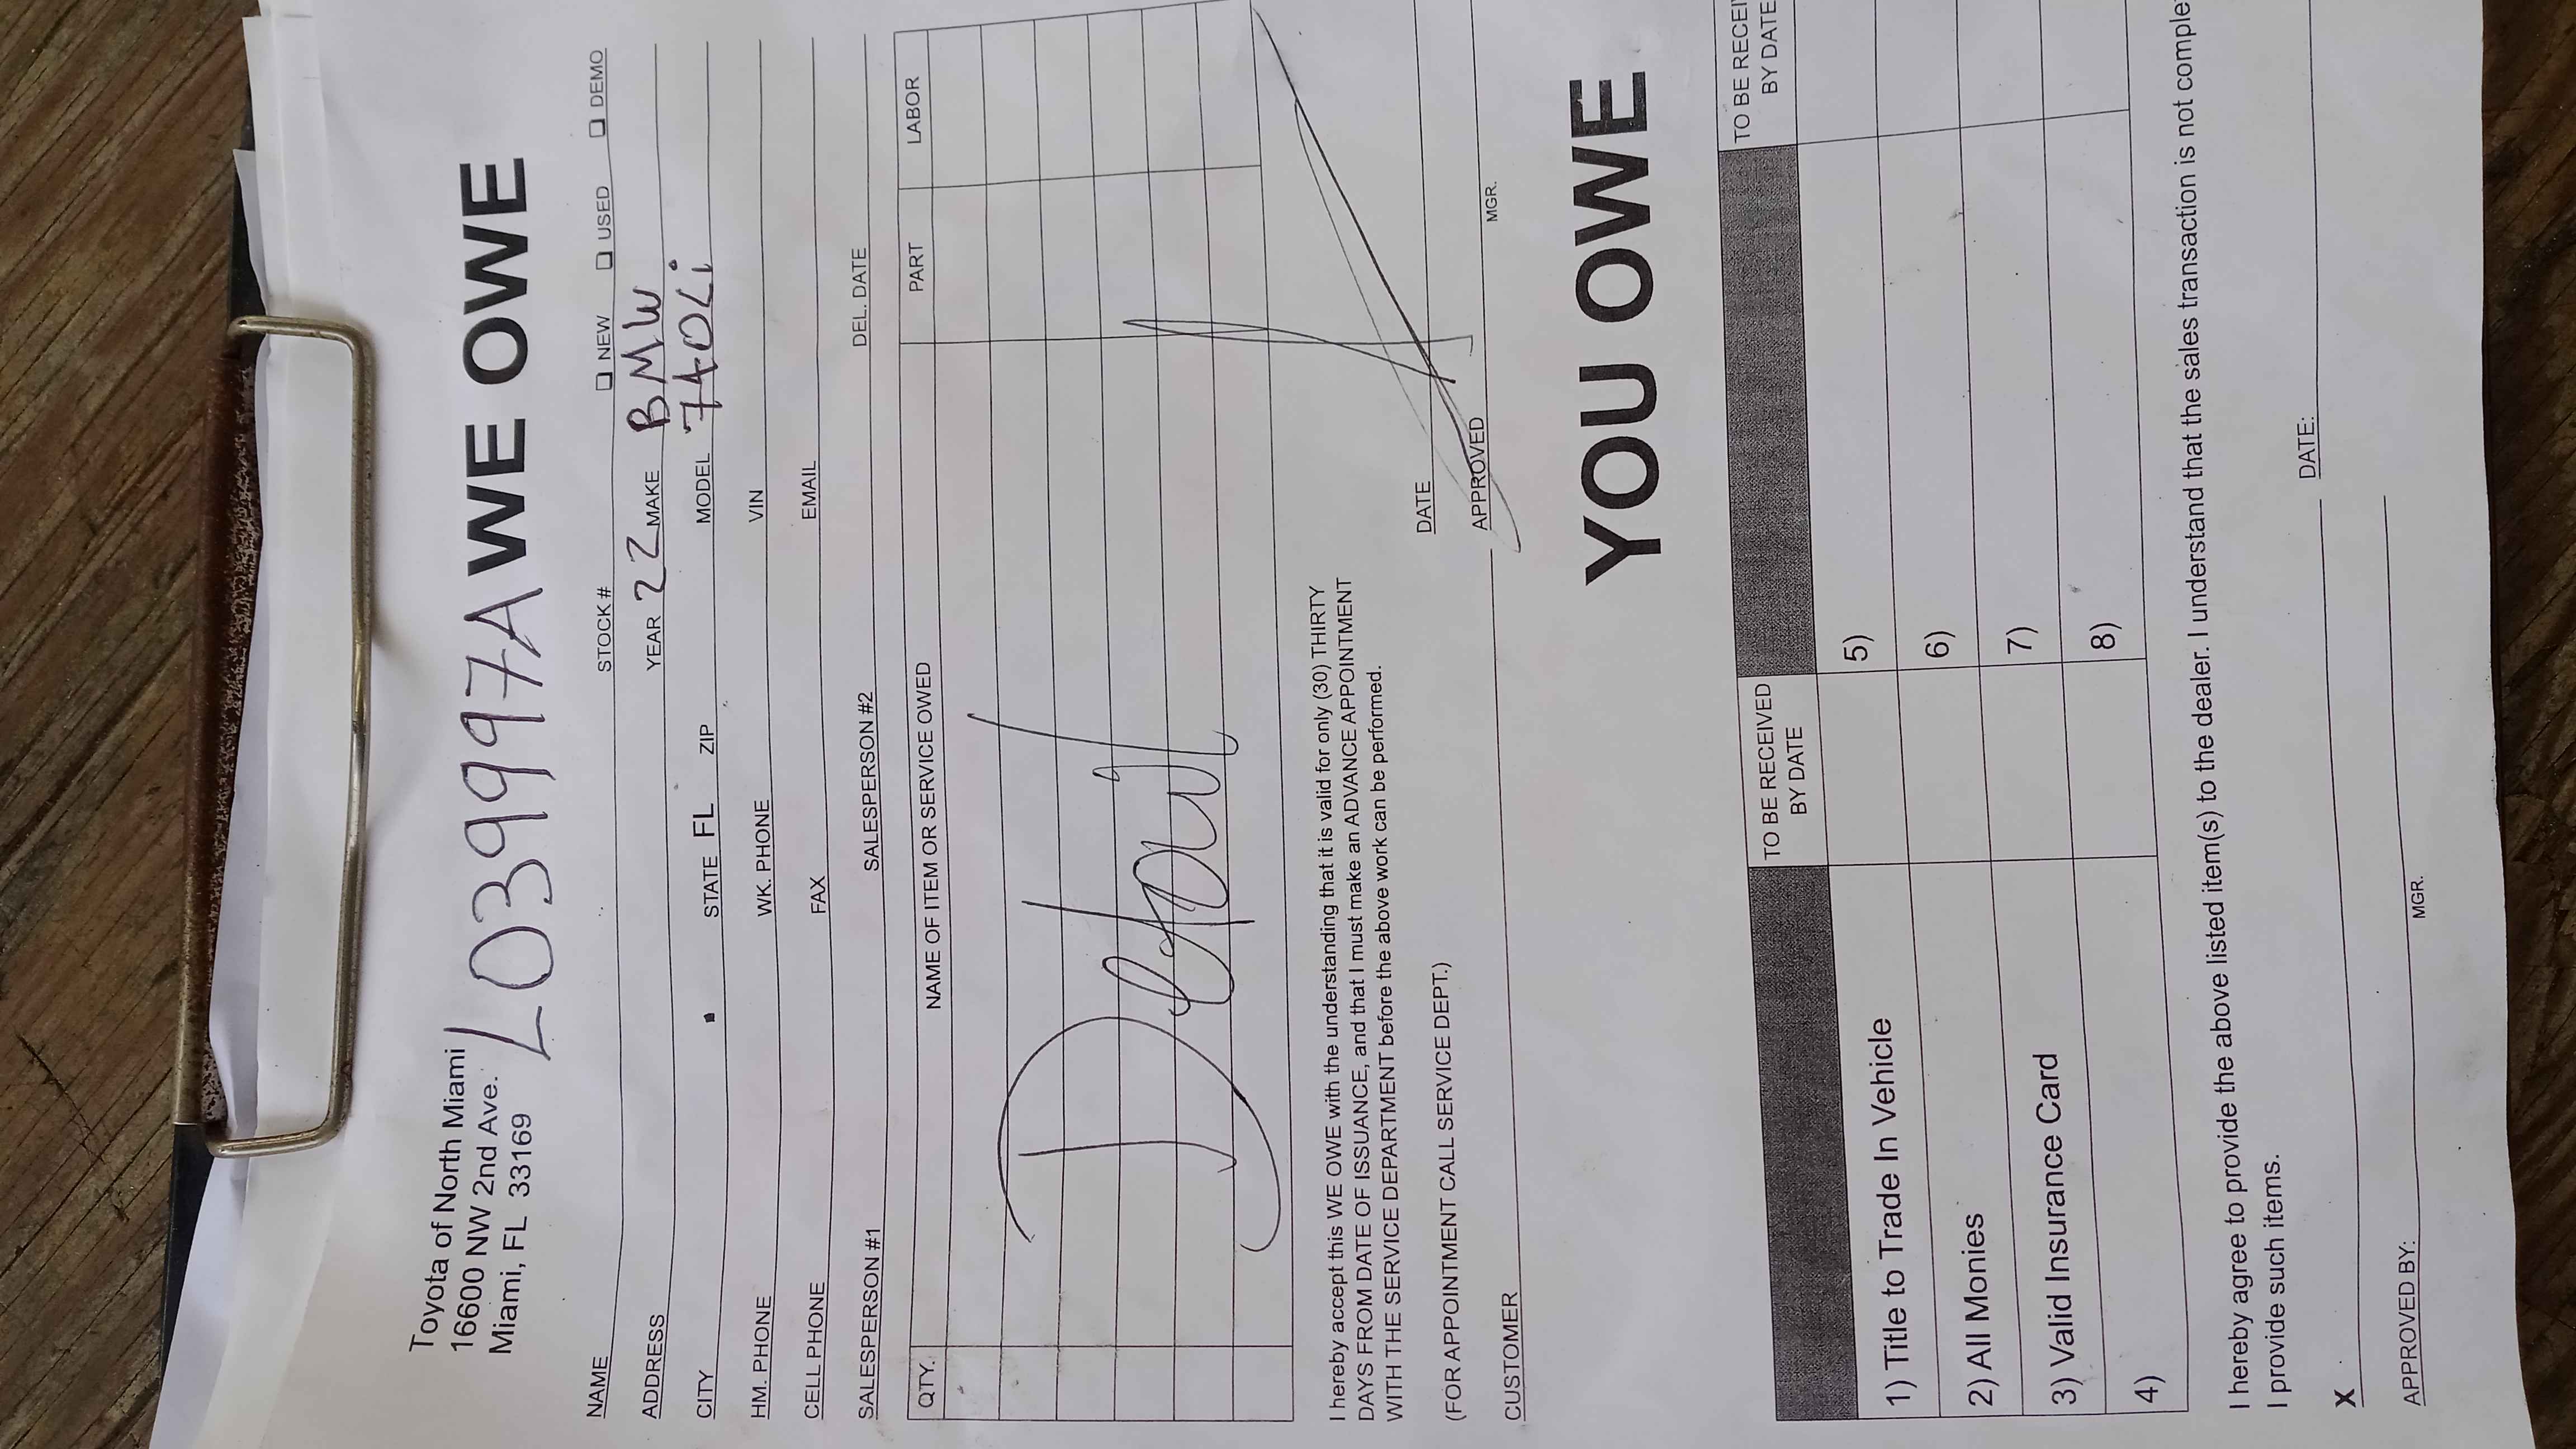 Toyota of North Miami
16600 NW 2nd Ave.
Miami, FL 33169
L039997A WE OWE
NAME STOCK # ❑ NEW ❑ USED ❑ DEMO
ADDRESS YEAR 22 MAKE BMW
CITY STATE FL ZIP MODEL 740Li
HM. PHONE WK. PHONE VIN
CELL PHONE FAX EMAIL
SALESPERSON #1 SALESPERSON #2 DEL. DATE
QTY. NAME OF ITEM OR SERVICE OWED PART LABOR
I hereby accept this WE OWE with the understanding that it is valid for only (30) THIRTY
DAYS FROM DATE OF ISSUANCE, and that I must make an ADVANCE APPOINTMENT
WITH THE SERVICE DEPARTMENT before the above work can be performed.
DATE
(FOR APPOINTMENT CALL SERVICE DEPT.)
CUSTOMER APPROVED
MGR.
YOU OWE
TO BE RECEIVED
BY DATE
TO BE RECEI
BY DATE
1) Title to Trade In Vehicle 5)
2) All Monies 6)
3) Valid Insurance Card 7)
4) 8)
I hereby agree to provide the above listed item(s) to the dealer. I understand that the sales transaction is not comple
I provide such items.
X DATE:
APPROVED BY:
MGR.